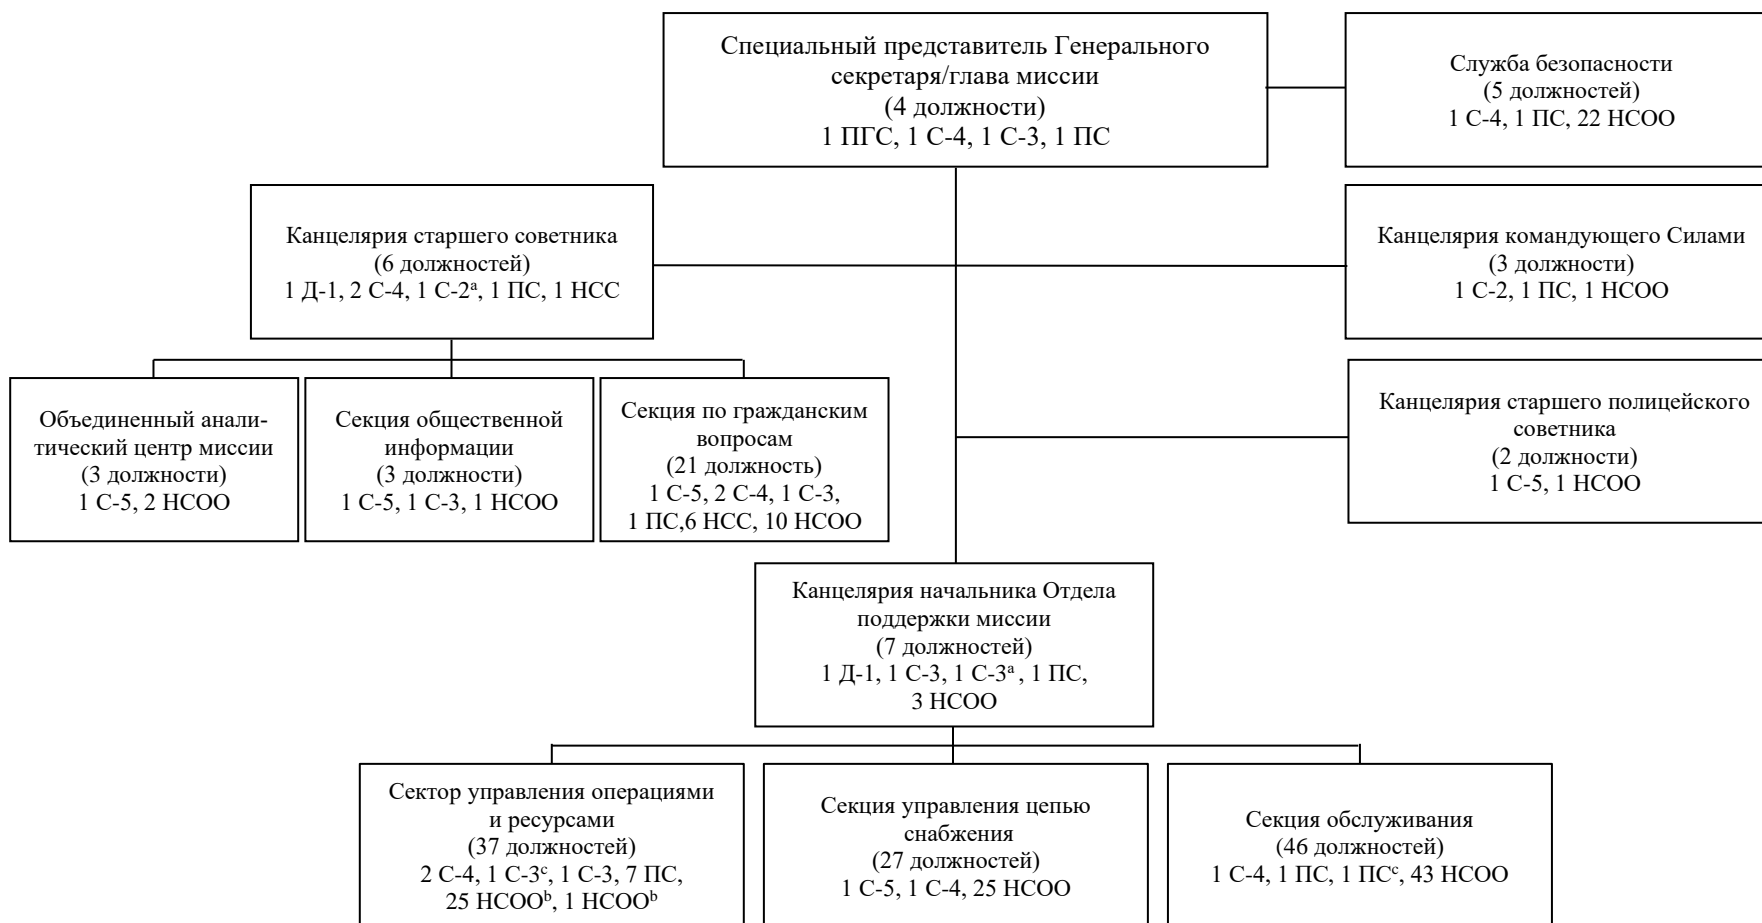 Специальный представитель Генерального
секретаря/глава миссии
(4 должности)
1 ПГС, 1 С-4, 1 С-3, 1 ПС
Служба безопасности
(5 должностей)
1 С-4, 1 ПС, 22 НСОО
Канцелярия старшего советника
(6 должностей)
1 Д-1, 2 С-4, 1 С-2ᵃ, 1 ПС, 1 НСС
Канцелярия командующего Силами
(3 должности)
1 С-2, 1 ПС, 1 НСОО
Объединенный анали-
тический центр миссии
(3 должности)
1 С-5, 2 НСОО
Секция общественной
информации
(3 должности)
1 С-5, 1 С-3, 1 НСОО
Секция по гражданским
вопросам
(21 должность)
1 С-5, 2 С-4, 1 С-3,
1 ПС,6 НСС, 10 НСОО
Канцелярия старшего полицейского
советника
(2 должности)
1 С-5, 1 НСОО
Канцелярия начальника Отдела
поддержки миссии
(7 должностей)
1 Д-1, 1 С-3, 1 С-3ᵃ , 1 ПС,
3 НСОО
Сектор управления операциями
и ресурсами
(37 должностей)
2 С-4, 1 С-3ᶜ, 1 С-3, 7 ПС,
25 НСООᵇ, 1 НСООᵇ
Секция управления цепью
снабжения
(27 должностей)
1 С-5, 1 С-4, 25 НСОО
Секция обслуживания
(46 должностей)
1 С-4, 1 ПС, 1 ПСᶜ, 43 НСОО